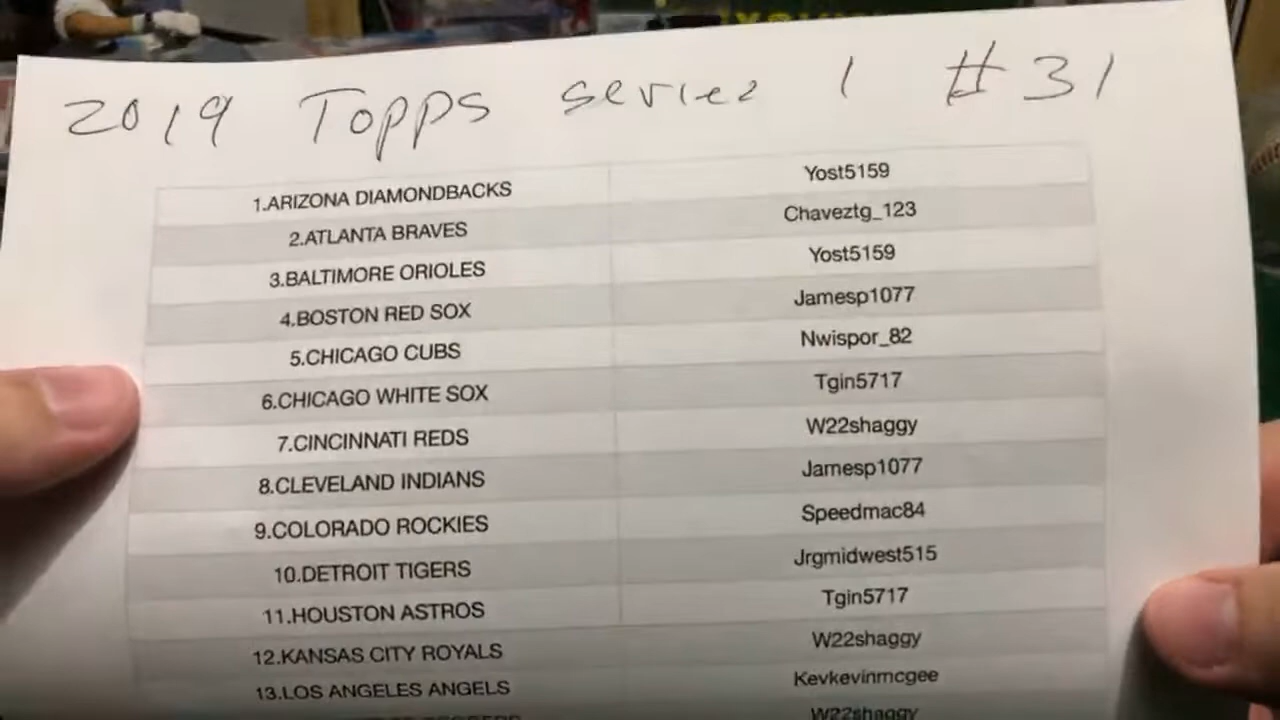 2019 Topps series 1 #31
1.ARIZONA DIAMONDBACKS Yost5159
2.ATLANTA BRAVES Chaveztg_123
3.BALTIMORE ORIOLES Yost5159
4.BOSTON RED SOX Jamesp1077
5.CHICAGO CUBS Nwispor_82
6.CHICAGO WHITE SOX Tgin5717
7.CINCINNATI REDS W22shaggy
8.CLEVELAND INDIANS Jamesp1077
9.COLORADO ROCKIES Speedmac84
10.DETROIT TIGERS Jrgmidwest515
11.HOUSTON ASTROS Tgin5717
12.KANSAS CITY ROYALS W22shaggy
13.LOS ANGELES ANGELS Kevkevinmcgee
W22shaggy